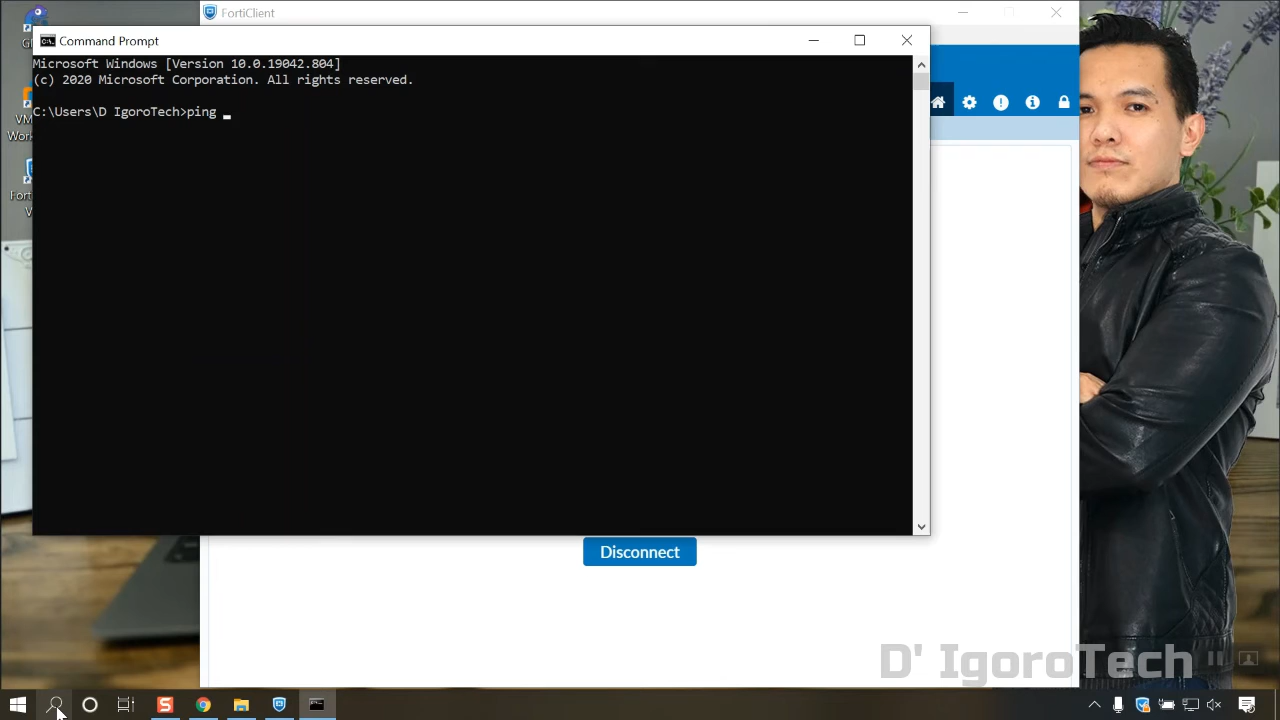 FortiClient
Command Prompt
Microsoft Windows [Version 10.0.19042.804]
(c) 2020 Microsoft Corporation. All rights reserved.
C:\Users\D IgoroTech>ping
Disconnect
D' IgoroTech